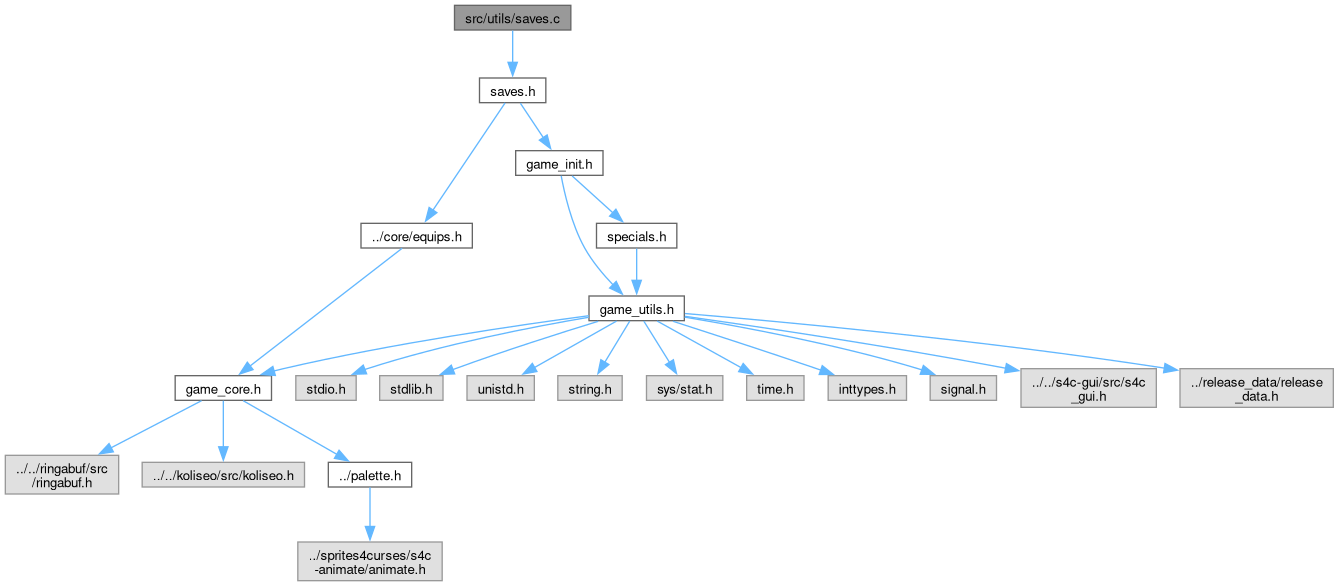 src/utils/saves.c
saves.h
game_init.h
../core/equips.h
specials.h
game_utils.h
game_core.h
stdio.h
stdlib.h
unistd.h
string.h
sys/stat.h
time.h
inttypes.h
signal.h
../../s4c-gui/src/s4c
_gui.h
../release_data/release
_data.h
../../ringabuf/src
/ringabuf.h
../../koliseo/src/koliseo.h
../palette.h
../sprites4curses/s4c
-animate/animate.h